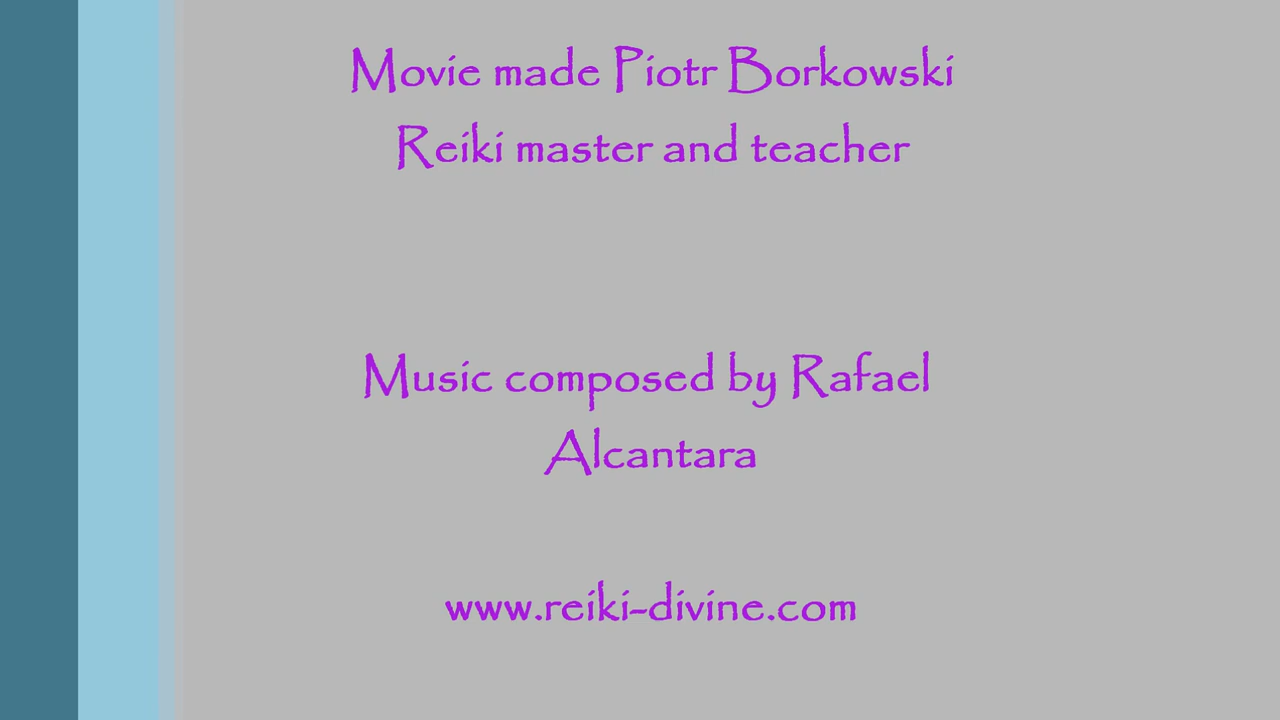 Movie made Piotr Borkowski
Reiki master and teacher
Music composed by Rafael
Alcantara
www.reiki-divine.com